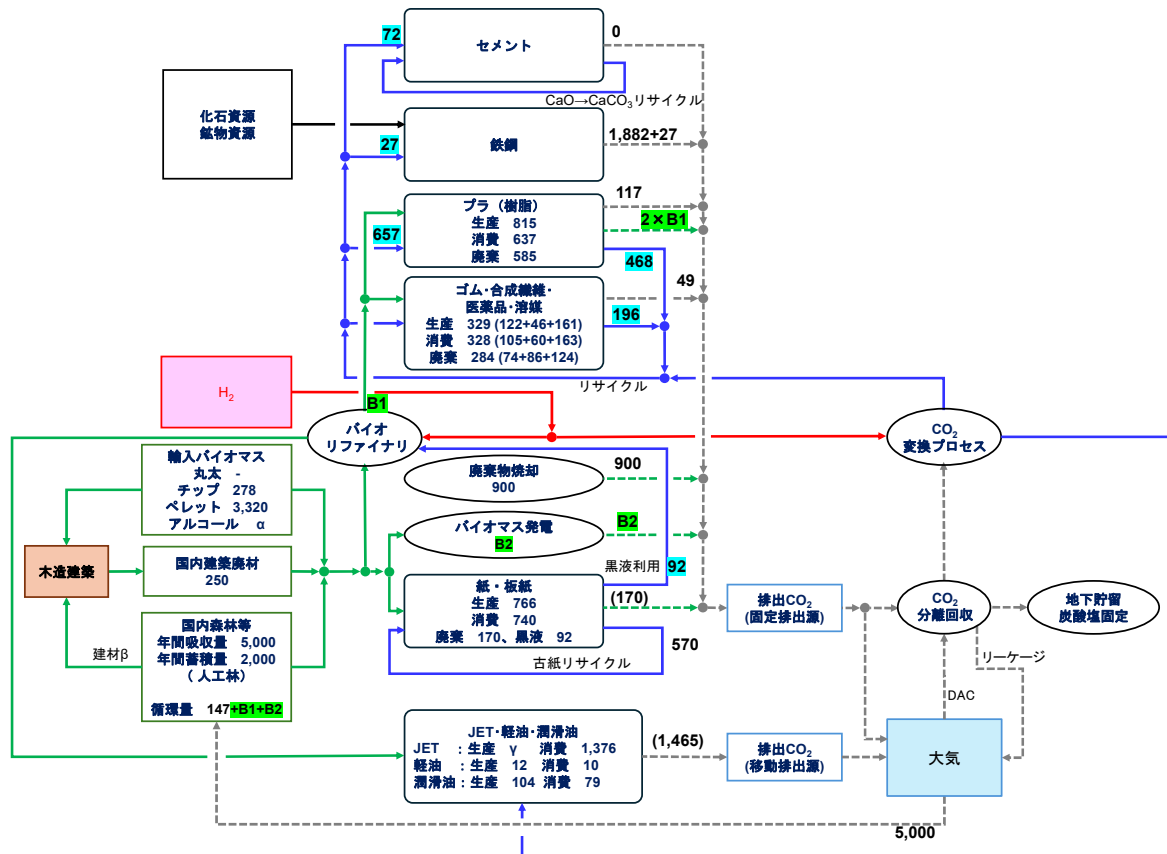 72
セメント
0
CaO→CaCO₃リサイクル
化石資源
鉱物資源
27
鉄鋼
1,882+27
プラ（樹脂）
生産 815
消費 637
廃棄 585
117
2×B1
657
468
ゴム・合成繊維・
医薬品・溶媒
生産 329 (122+46+161)
消費 328 (105+60+163)
廃棄 284 (74+86+124)
49
196
リサイクル
H₂
B1
バイオ
リファイナリ
CO₂
変換プロセス
輸入バイオマス
丸太 -
チップ 278
ペレット 3,320
アルコール α
廃棄物焼却
900
900
バイオマス発電
B2
B2
黒液利用
92
木造建築
国内建築廃材
250
紙・板紙
生産 766
消費 740
廃棄 170、黒液 92
(170)
570
古紙リサイクル
排出CO₂
(固定排出源)
CO₂
分離回収
地下貯留
炭酸塩固定
リーケージ
DAC
建材β
国内森林等
年間吸収量 5,000
年間蓄積量 2,000
（人工林）
循環量 147+B1+B2
JET・軽油・潤滑油
JET ：生産 γ 消費 1,376
軽油 ：生産 12 消費 10
潤滑油：生産 104 消費 79
(1,465)
排出CO₂
(移動排出源)
大気
5,000